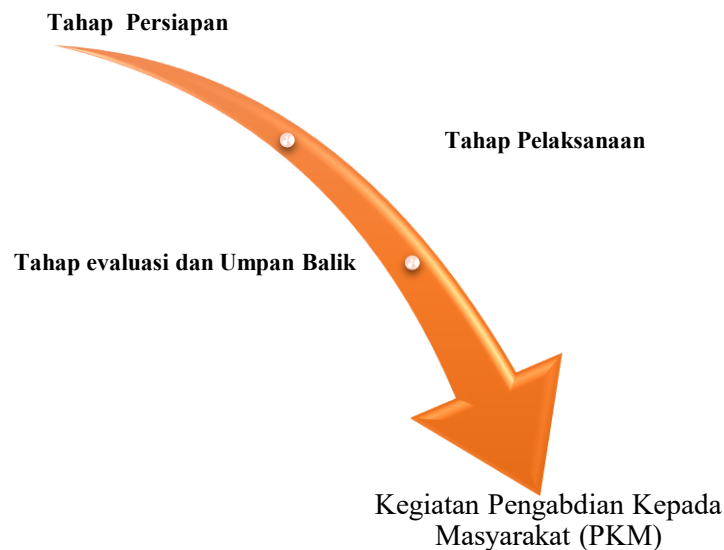 Tahap  Persiapan
Tahap Pelaksanaan
Tahap evaluasi dan Umpan Balik
Kegiatan Pengabdian Kepada
Masyarakat (PKM)